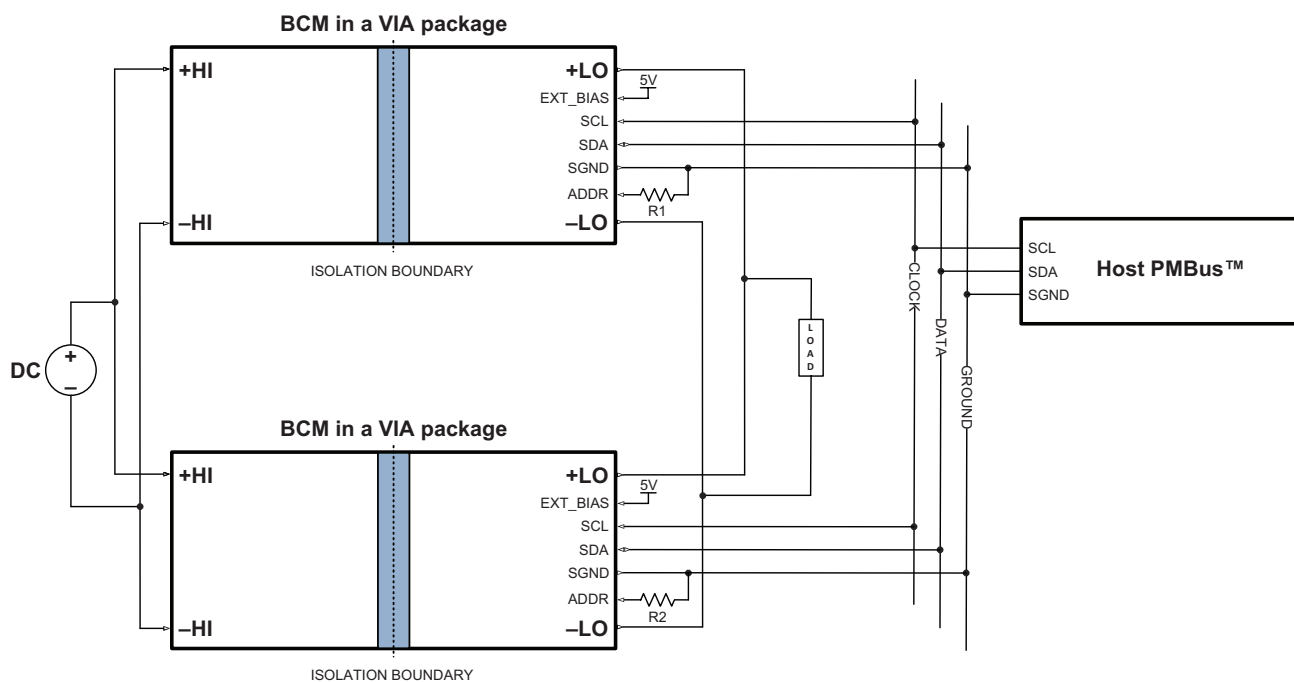 BCM in a VIA package
+HI
–HI
+LO
EXT_BIAS
5V
SCL
SDA
SGND
ADDR
R1
–LO
ISOLATION BOUNDARY
DC
+
–
LOAD
CLOCK
DATA
GROUND
SCL
SDA
SGND
Host PMBus™
BCM in a VIA package
+HI
–HI
+LO
EXT_BIAS
5V
SCL
SDA
SGND
ADDR
R2
–LO
ISOLATION BOUNDARY